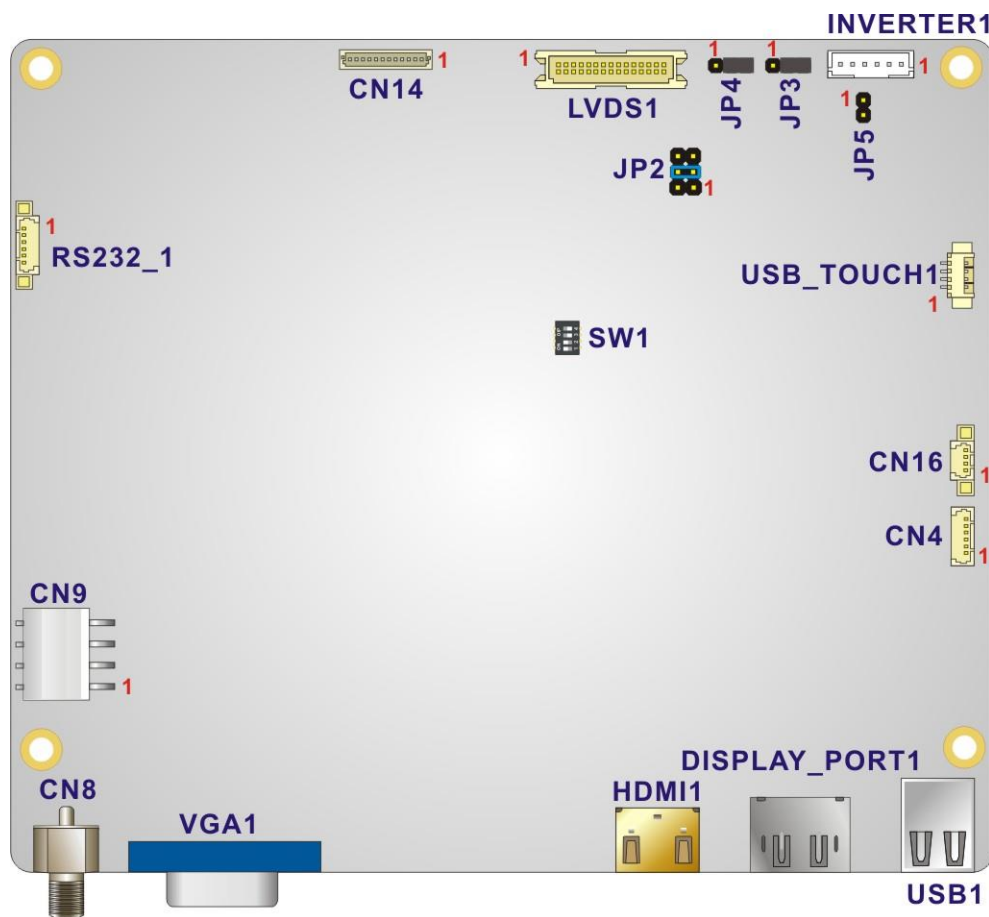 INVERTER1
1
1
1
1
1
CN14
LVDS1
JP4
JP3
1
JP5
JP2
1
1
RS232_1
USB_TOUCH1
1
SW1
CN16
1
CN4
1
CN9
1
DISPLAY_PORT1
CN8
HDMI1
VGA1
USB1